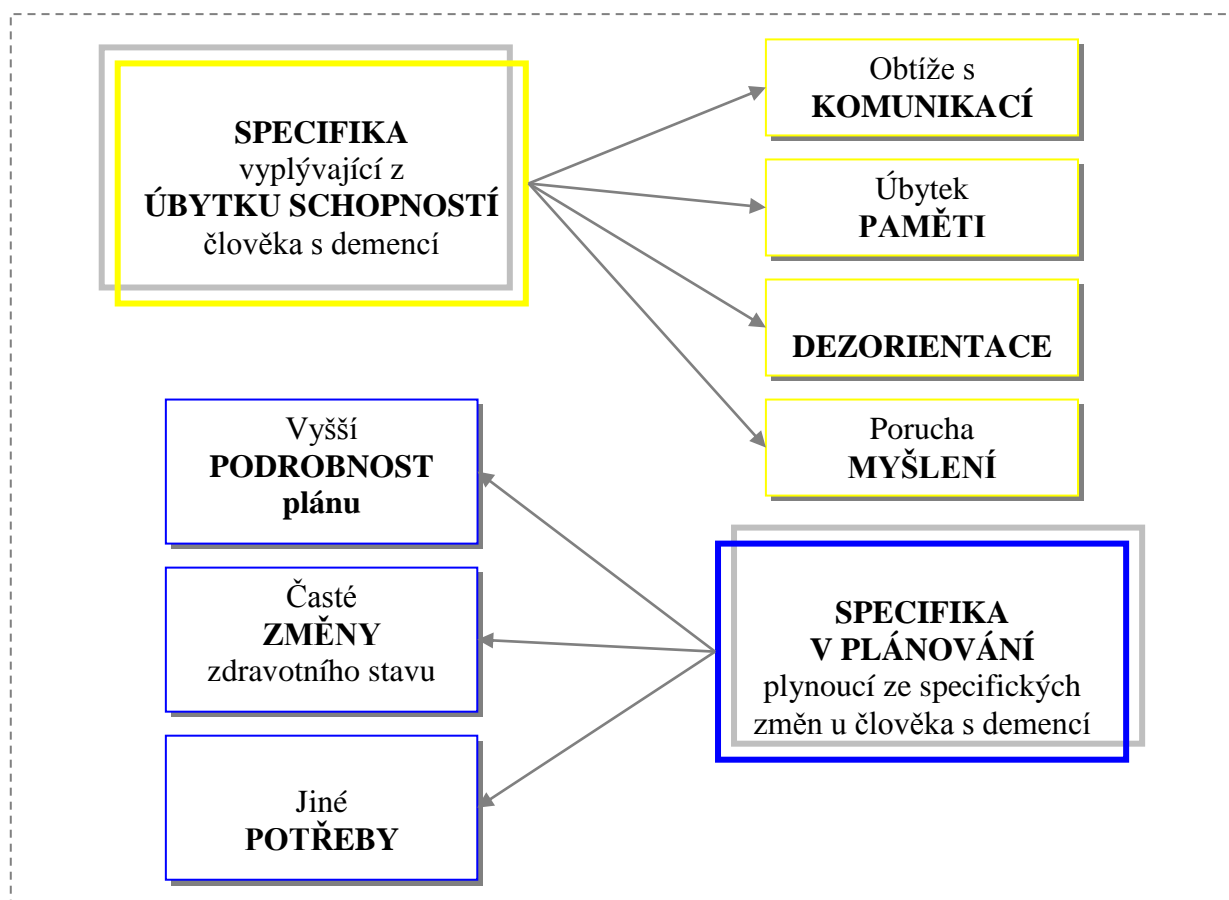 SPECIFIKA
vyplývající z
ÚBYTKU SCHOPNOSTÍ
člověka s demencí
Obtíže s
KOMUNIKACÍ
Úbytek
PAMĚTI
DEZORIENTACE
Porucha
MYŠLENÍ
Vyšší
PODROBNOST
plánu
Časté
ZMĚNY
zdravotního stavu
Jiné
POTŘEBY
SPECIFIKA
V PLÁNOVÁNÍ
plynoucí ze specifických
změn u člověka s demencí